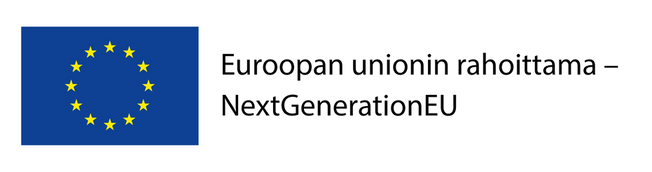 Euroopan unionin rahoittama –
NextGenerationEU